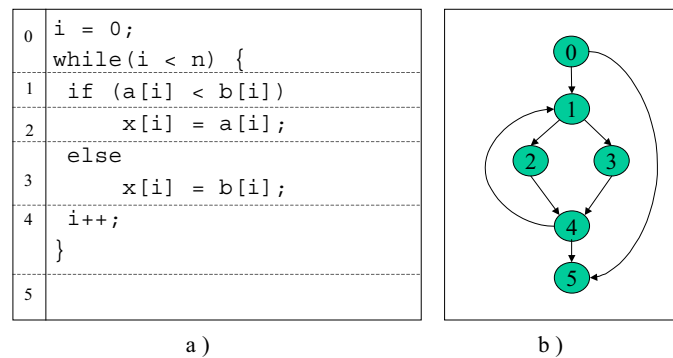 0 i = 0;
while(i < n) {
1 if (a[i] < b[i])
2 x[i] = a[i];
else
3 x[i] = b[i];
4 i++;
}
5
0
1
2 3
4
5
a ) b )